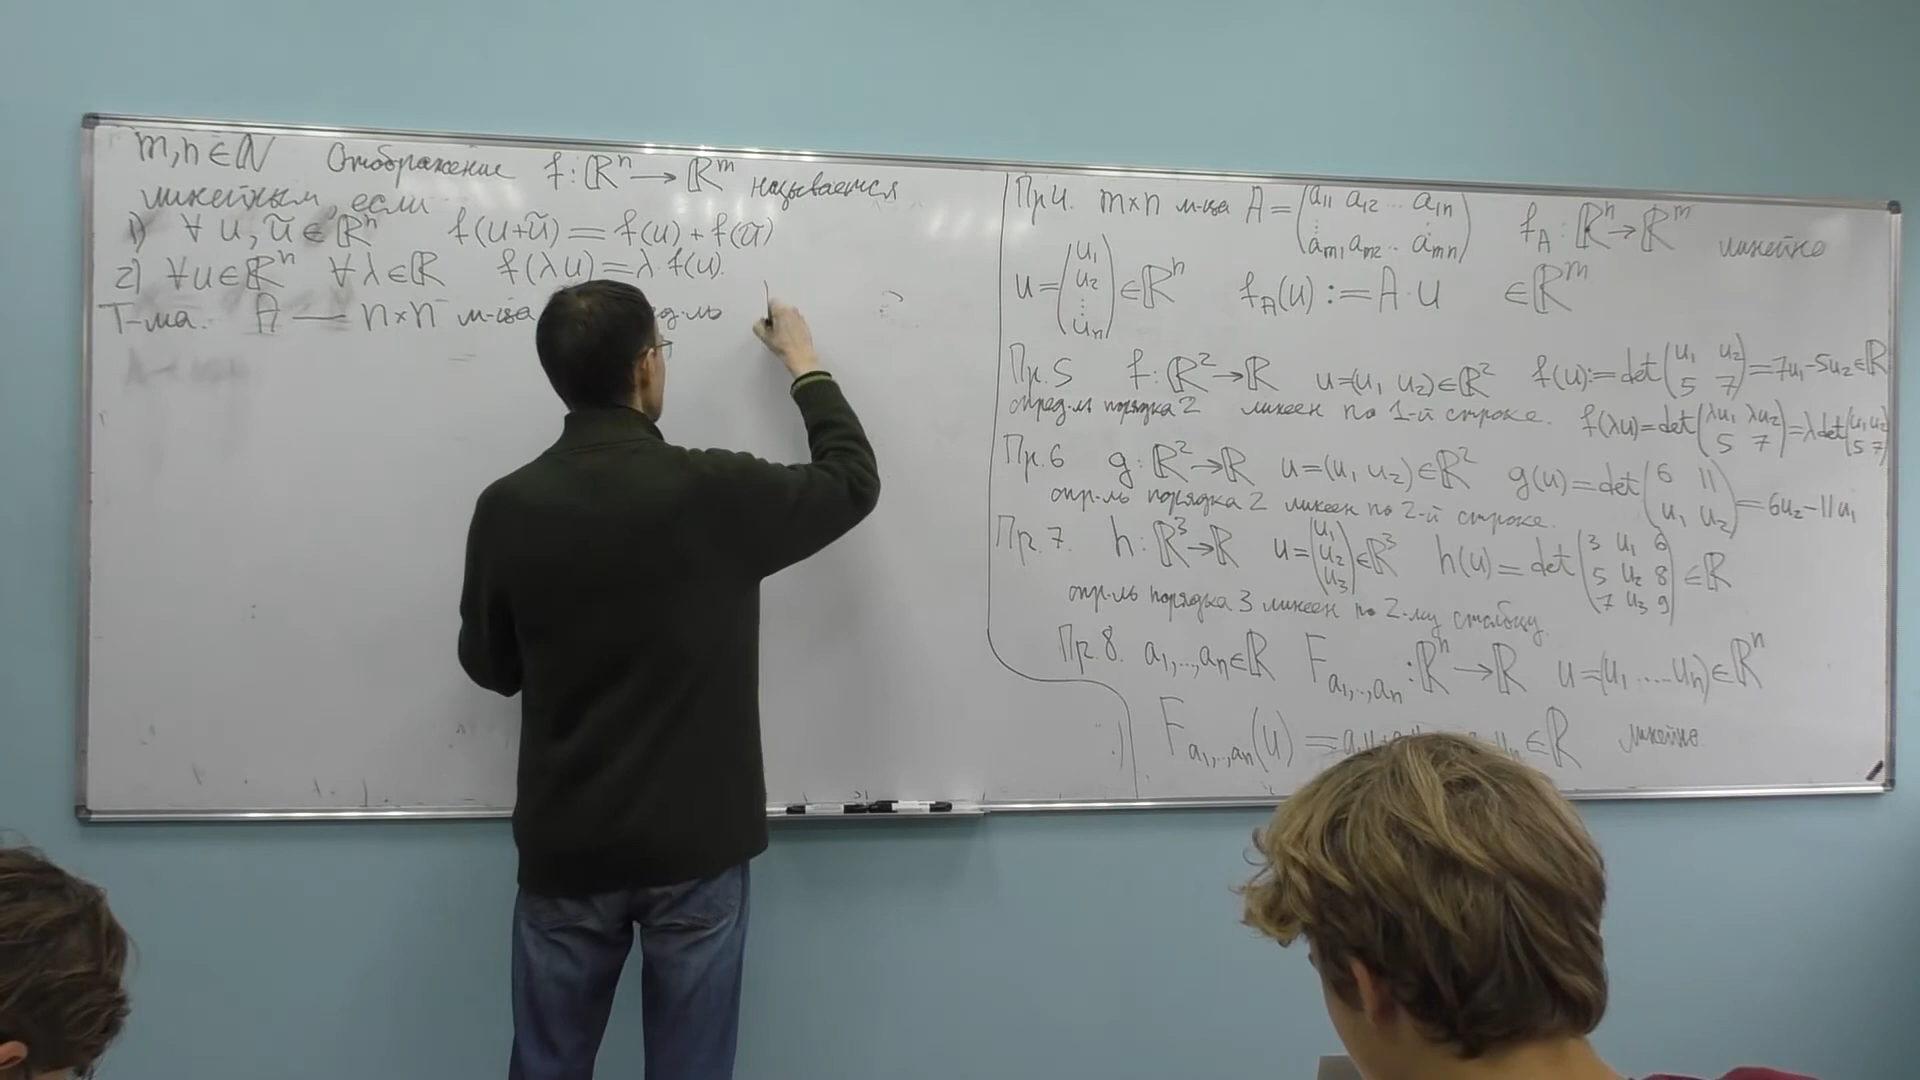 m,n∈ℕ Отображение f:ℝⁿ→ℝᵐ называется
линейным, если
1) ∀ u, ũ∈ℝⁿ f(u+ũ)=f(u)+f(ũ)
2) ∀u∈ℝⁿ ∀λ∈ℝ f(λu)=λ·f(u).
Т-ма. A — n×n м-ца
Пр4. m×n м-ца A=(a₁₁ a₁₂ ... a₁ₙ
⋮
aₘ₁ aₘ₂ ... aₘₙ) f_A:ℝⁿ→ℝᵐ линейно
u=(u₁
u₂
⋮
uₙ)∈ℝⁿ f_A(u):=A·u ∈ℝᵐ
Пр.5 f:ℝ²→ℝ u=(u₁ u₂)∈ℝ² f(u):=det(u₁ u₂
5 7)=7u₁-5u₂∈ℝ
опред-ль порядка 2 линеен по 1-й строке. f(λu)=det(λu₁ λu₂
5 7)=λdet(u₁ u₂
5 7)
Пр.6 g:ℝ²→ℝ u=(u₁ u₂)∈ℝ² g(u)=det(6 11
u₁ u₂)=6u₂-11u₁
опр-ль порядка 2 линеен по 2-й строке.
Пр.7. h:ℝ³→ℝ u=(u₁
u₂
u₃)∈ℝ³ h(u)=det(3 u₁ 6
5 u₂ 8
7 u₃ 9)∈ℝ
опр-ль порядка 3 линеен по 2-му столбцу.
Пр.8. a₁,...,aₙ∈ℝ F_{a₁,...,aₙ}:ℝⁿ→ℝ u=(u₁ .... uₙ)∈ℝⁿ
F_{a₁,...,aₙ}(u)= ∈ℝ линейно.